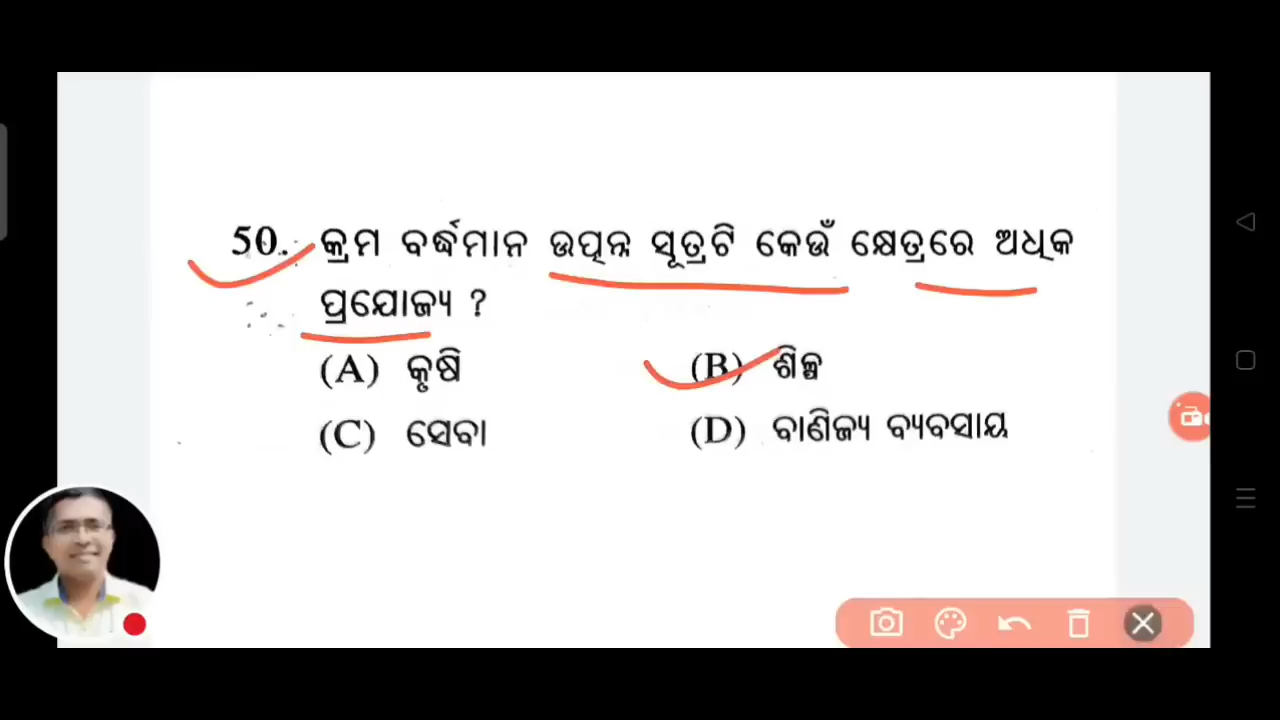 50. କ୍ରମ ବର୍ଦ୍ଧମାନ ଉତ୍ପନ୍ନ ସୂତ୍ରଟି କେଉଁ କ୍ଷେତ୍ରରେ ଅଧିକ
ପ୍ରଯୋଜ୍ୟ ?
(A) କୃଷି (B) ଶିଳ୍ପ
(C) ସେବା (D) ବାଣିଜ୍ୟ ବ୍ୟବସାୟ